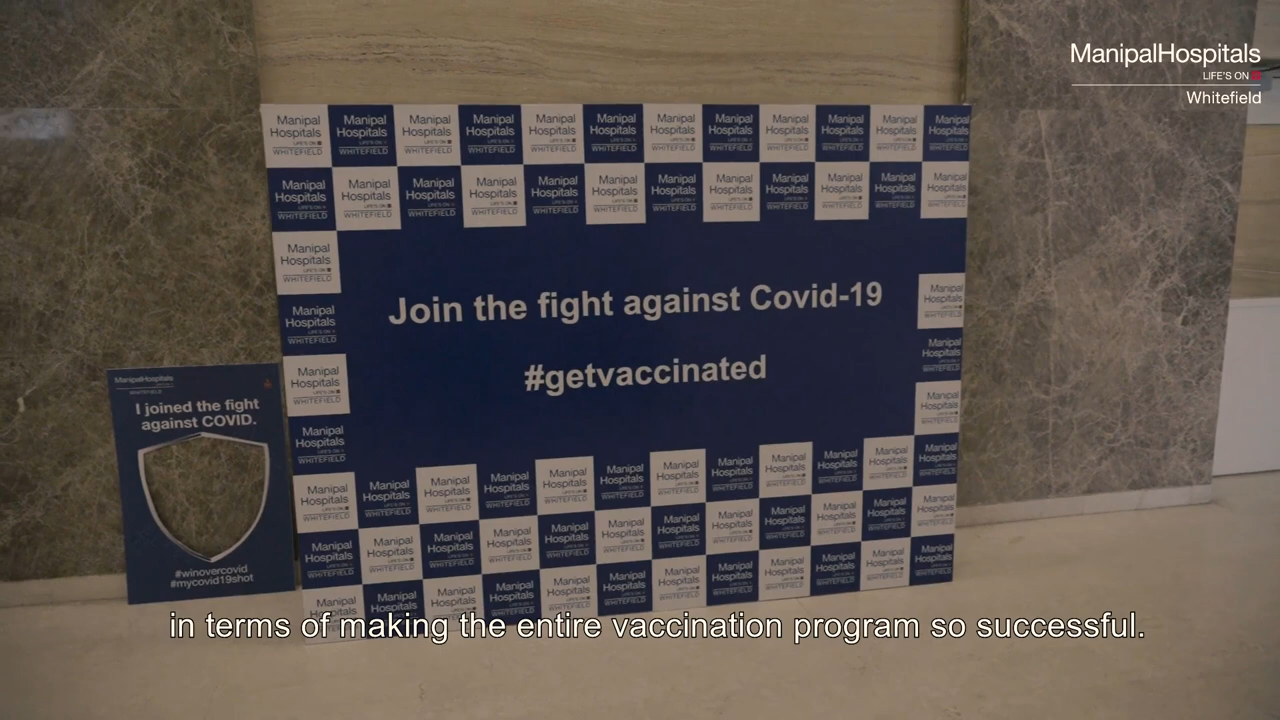 ManipalHospitals
LIFE'S ON
Whitefield
Manipal
Hospitals
LIFE'S ON
WHITEFIELD
Join the fight against Covid-19
#getvaccinated
ManipalHospitals
WHITEFIELD
I joined the fight
against COVID.
#winovercovid
#mycovid19shot
in terms of making the entire vaccination program so successful.